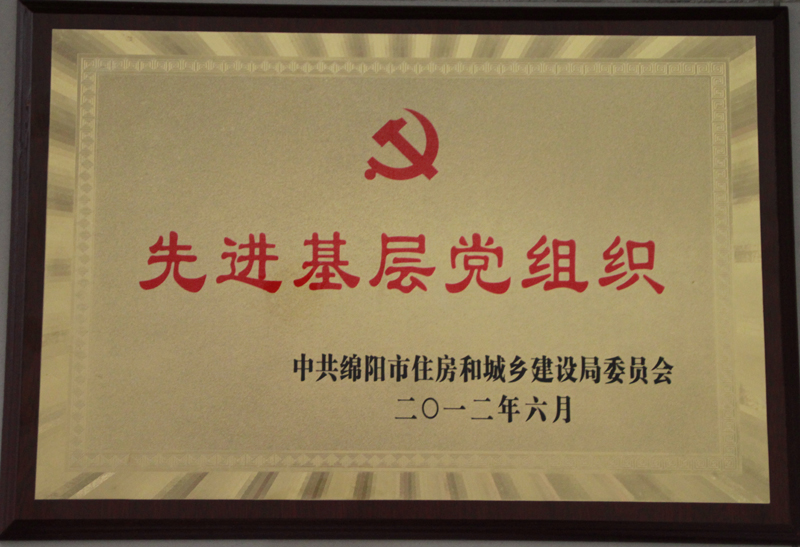 先进基层党组织
中共绵阳市住房和城乡建设局委员会
二〇一二年六月